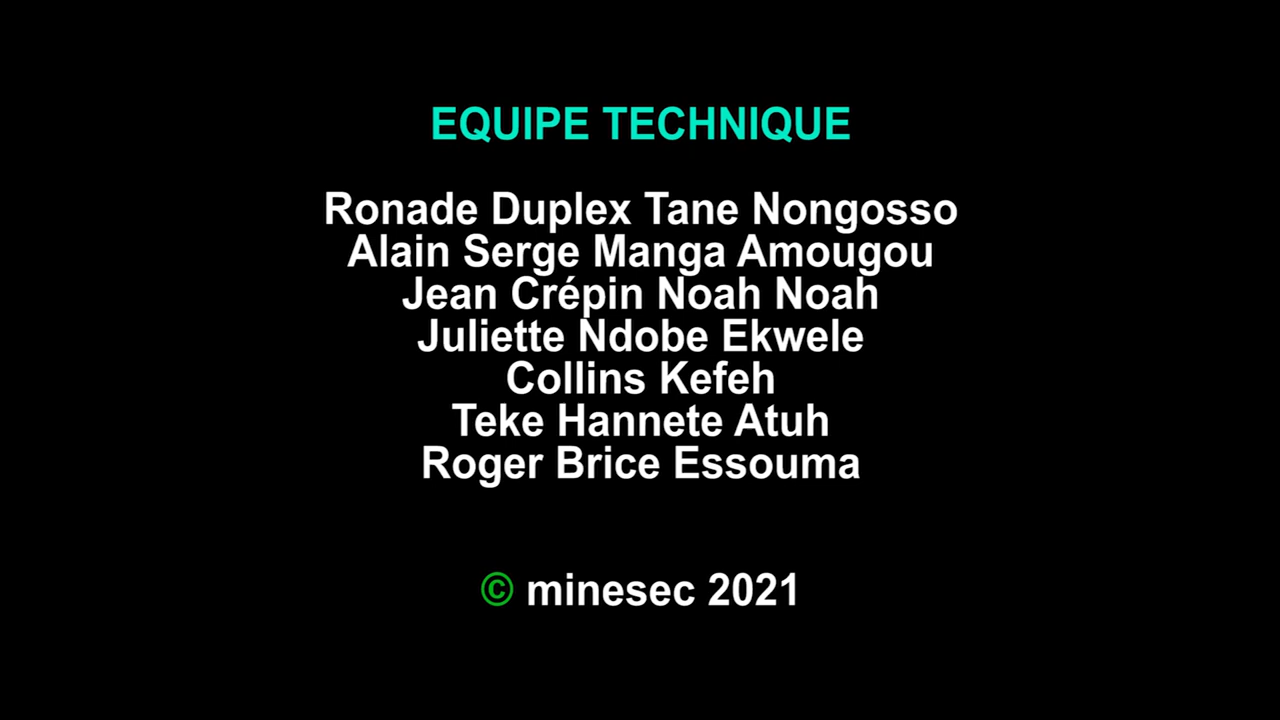 EQUIPE TECHNIQUE
Ronade Duplex Tane Nongosso
Alain Serge Manga Amougou
Jean Crépin Noah Noah
Juliette Ndobe Ekwele
Collins Kefeh
Teke Hannete Atuh
Roger Brice Essouma
© minesec 2021